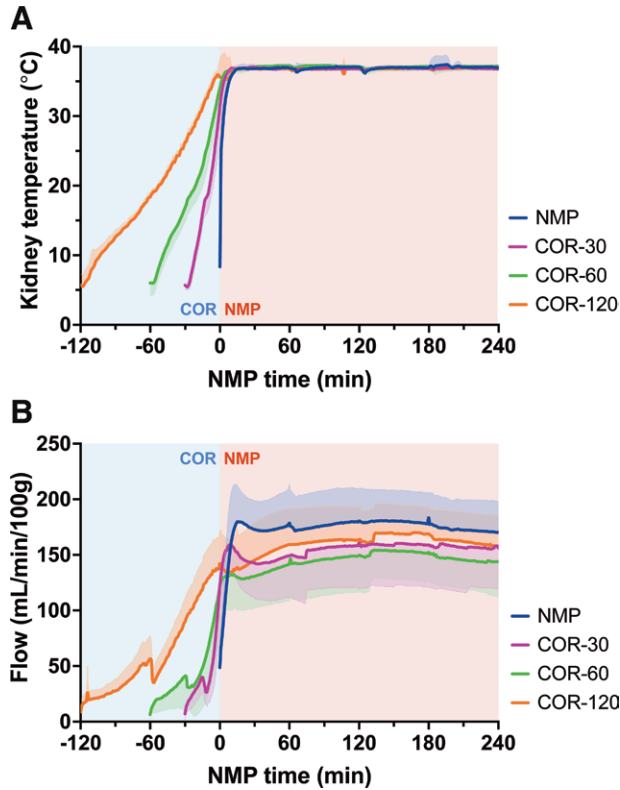 A
Kidney temperature (°C)
40
30
20
10
0
COR NMP
-120 -60 0 60 120 180 240
NMP time (min)
NMP
COR-30
COR-60
COR-120
B
Flow (mL/min/100g)
250
200
150
100
50
0
COR NMP
-120 -60 0 60 120 180 240
NMP time (min)
NMP
COR-30
COR-60
COR-120